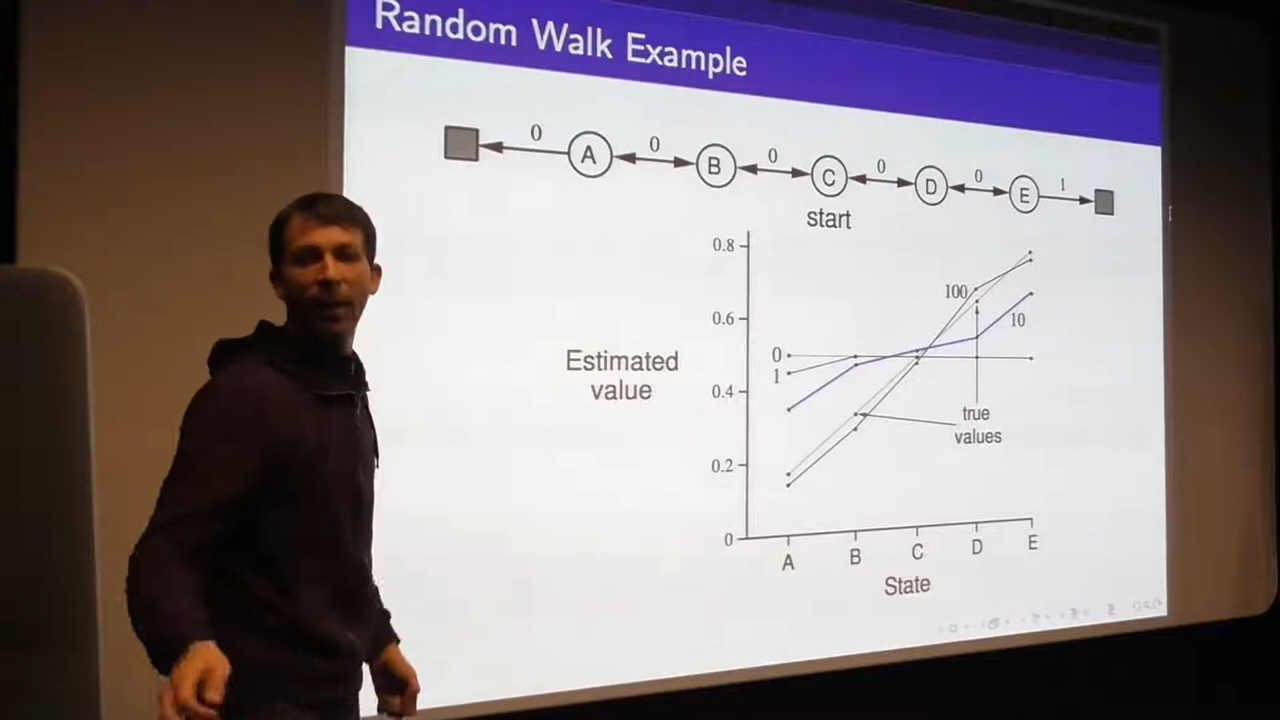 Random Walk Example
0 0 0 0 0 1
A B C D E
start
0.8
0.6
0.4
0.2
0
Estimated
value
100
10
0
1
true
values
A B C D E
State